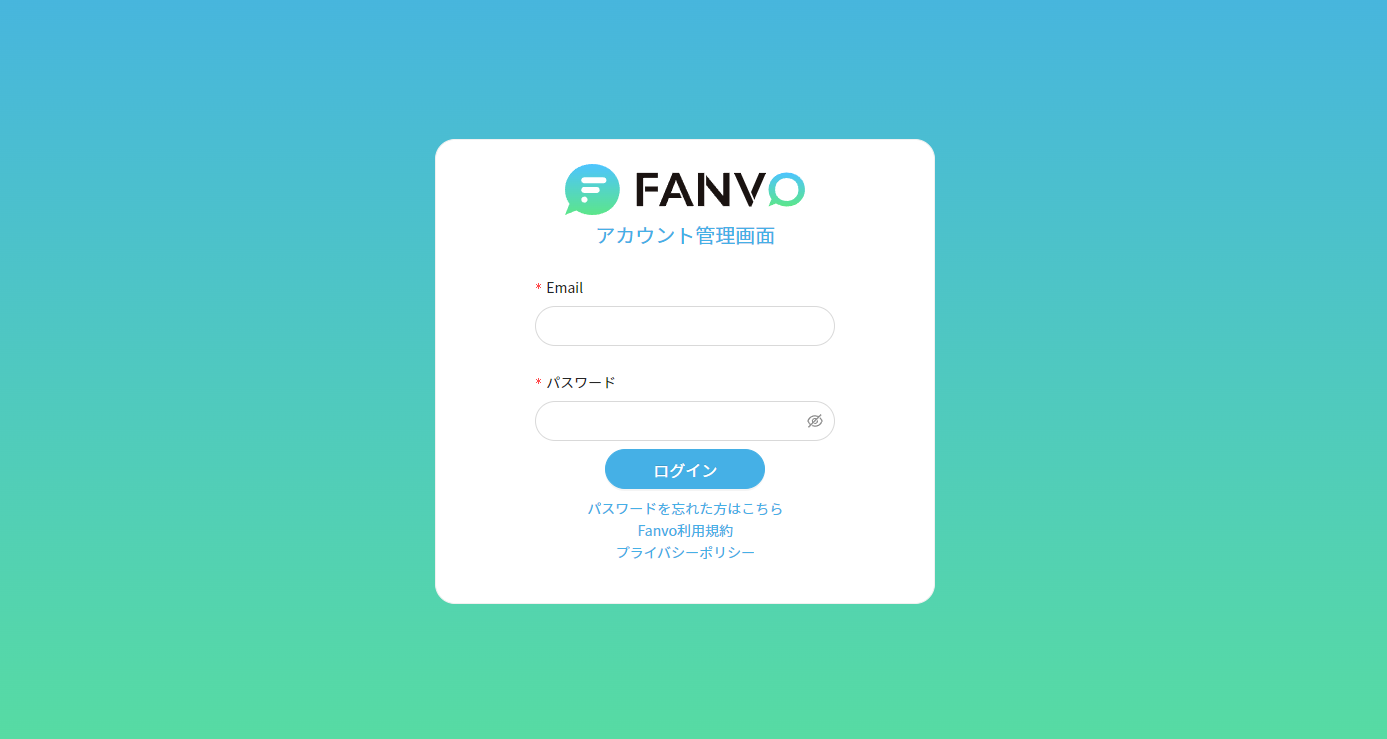 FANVO
アカウント管理画面
* Email
* パスワード
ログイン
パスワードを忘れた方はこちら
Fanvo利用規約
プライバシーポリシー